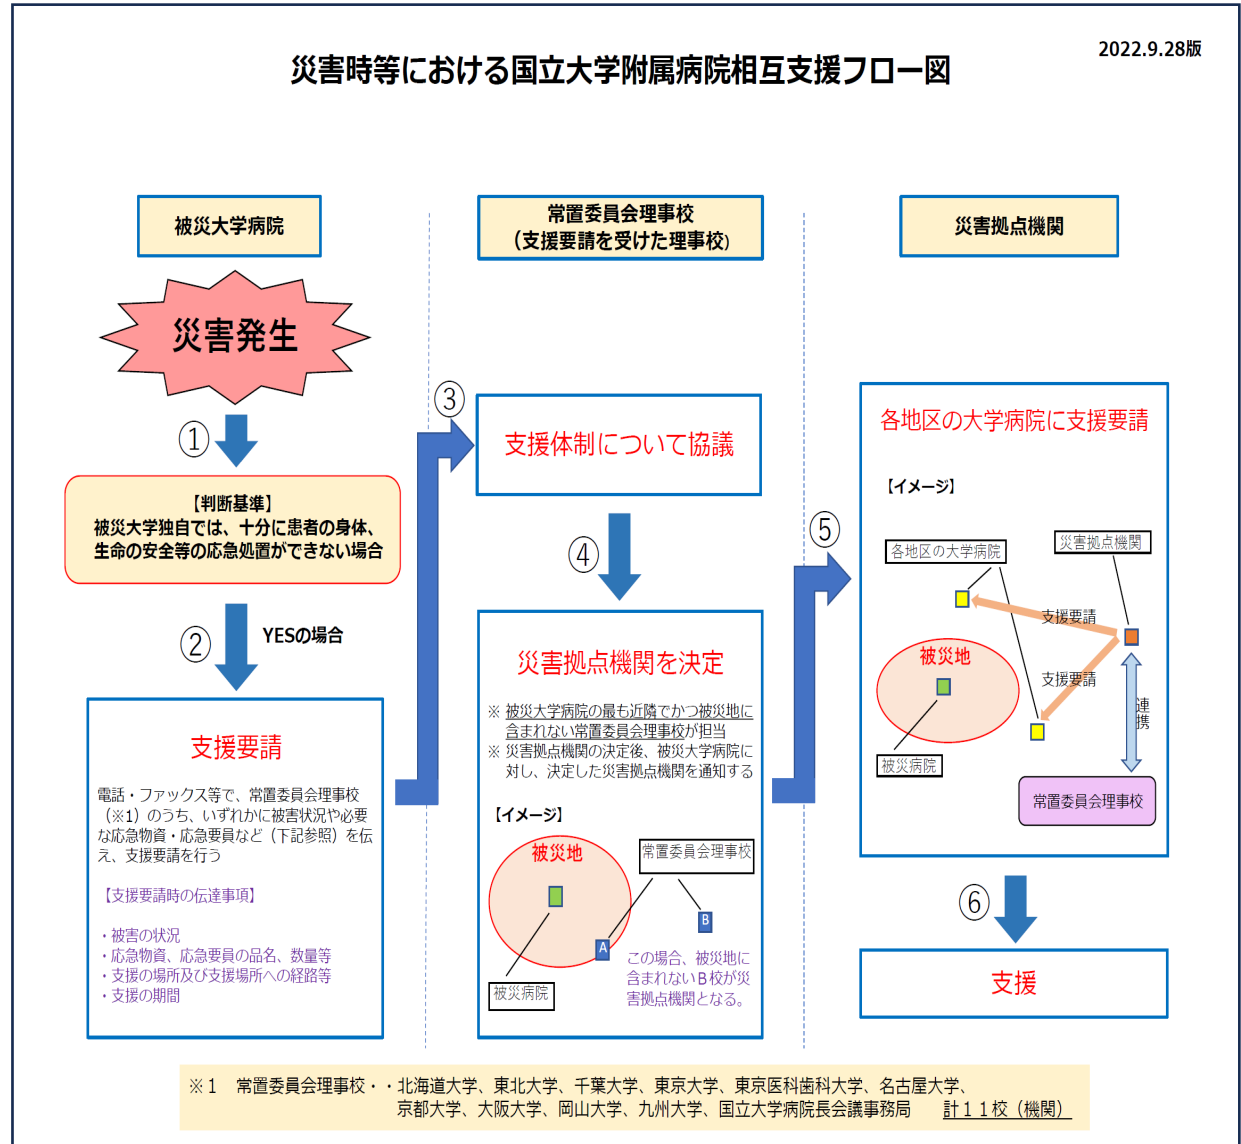 2022.9.28版
災害時等における国立大学附属病院相互支援フロー図
被災大学病院
災害発生
①
【判断基準】
被災大学独自では、十分に患者の身体、
生命の安全等の応急処置ができない場合
②
YESの場合
支援要請
電話・ファックス等で、常置委員会理事校
（※1）のうち、いずれかに被害状況や必要
な応急物資・応急要員など（下記参照）を伝
え、支援要請を行う
【支援要請時の伝達事項】
・被害の状況
・応急物資、応急要員の品名、数量等
・支援の場所及び支援場所への経路等
・支援の期間
常置委員会理事校
（支援要請を受けた理事校)
③
支援体制について協議
④
災害拠点機関を決定
※ 被災大学病院の最も近隣でかつ被災地に
含まれない常置委員会理事校が担当
※ 災害拠点機関の決定後、被災大学病院に
対し、決定した災害拠点機関を通知する
【イメージ】
被災地
常置委員会理事校
A
B
被災病院
この場合、被災地に
含まれないＢ校が災
害拠点機関となる。
災害拠点機関
⑤
各地区の大学病院に支援要請
【イメージ】
各地区の大学病院
災害拠点機関
支援要請
被災地
支援要請
連携
被災病院
常置委員会理事校
⑥
支援
※１　常置委員会理事校・・北海道大学、東北大学、千葉大学、東京大学、東京医科歯科大学、名古屋大学、
京都大学、大阪大学、岡山大学、九州大学、国立大学病院長会議事務局　　計１１校（機関）